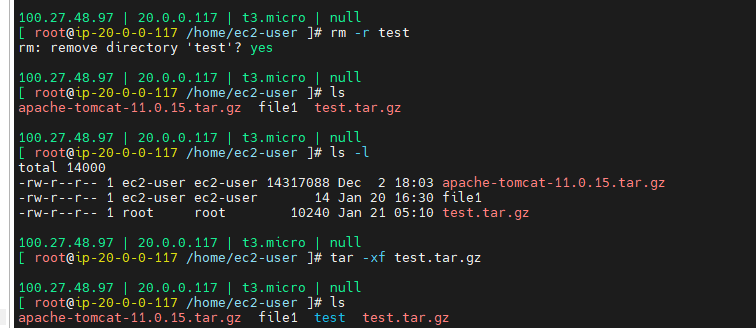 100.27.48.97 | 20.0.0.117 | t3.micro | null
[ root@ip-20-0-0-117 /home/ec2-user ]# rm -r test
rm: remove directory 'test'? yes
100.27.48.97 | 20.0.0.117 | t3.micro | null
[ root@ip-20-0-0-117 /home/ec2-user ]# ls
apache-tomcat-11.0.15.tar.gz  file1  test.tar.gz
100.27.48.97 | 20.0.0.117 | t3.micro | null
[ root@ip-20-0-0-117 /home/ec2-user ]# ls -l
total 14000
-rw-r--r-- 1 ec2-user ec2-user 14317088 Dec  2 18:03 apache-tomcat-11.0.15.tar.gz
-rw-r--r-- 1 ec2-user ec2-user       14 Jan 20 16:30 file1
-rw-r--r-- 1 root     root        10240 Jan 21 05:10 test.tar.gz
100.27.48.97 | 20.0.0.117 | t3.micro | null
[ root@ip-20-0-0-117 /home/ec2-user ]# tar -xf test.tar.gz
100.27.48.97 | 20.0.0.117 | t3.micro | null
[ root@ip-20-0-0-117 /home/ec2-user ]# ls
apache-tomcat-11.0.15.tar.gz  file1  test  test.tar.gz